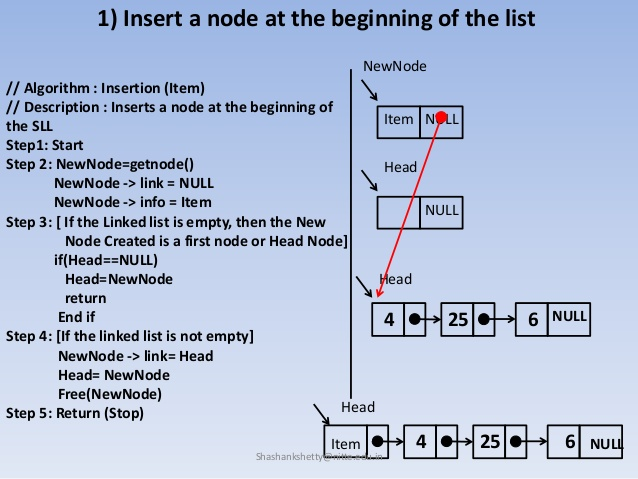 1) Insert a node at the beginning of the list
// Algorithm : Insertion (Item)
// Description : Inserts a node at the beginning of
the SLL
Step1: Start
Step 2: NewNode=getnode()
NewNode -> link = NULL
NewNode -> info = Item
Step 3: [ If the Linked list is empty, then the New
Node Created is a first node or Head Node]
if(Head==NULL)
Head=NewNode
return
End if
Step 4: [If the linked list is not empty]
NewNode -> link= Head
Head= NewNode
Free(NewNode)
Step 5: Return (Stop)
NewNode
Item NULL
Head
NULL
Head
4 25 6 NULL
Head
Item 4 25 6 NULL
Shashankshetty@nitte.edu.in